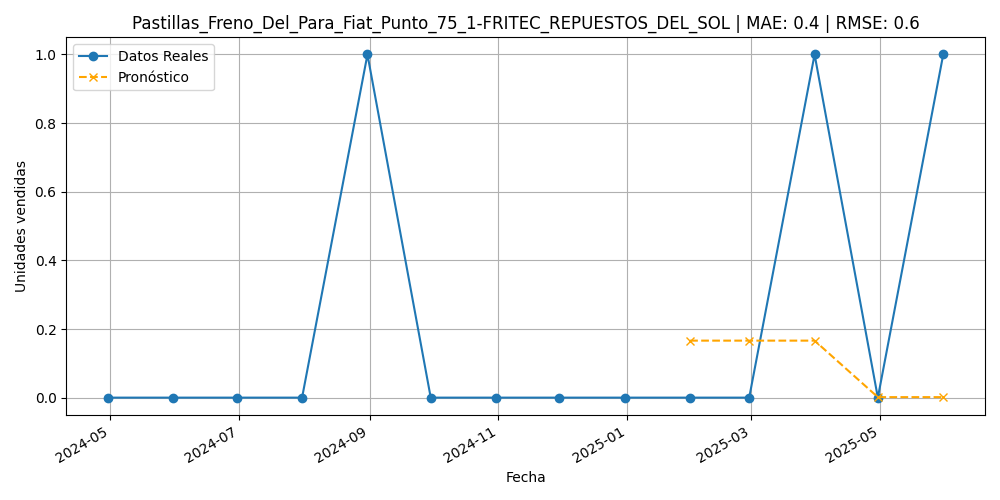 Pastillas_Freno_Del_Para_Fiat_Punto_75_1-FRITEC_REPUESTOS_DEL_SOL | MAE: 0.4 | RMSE: 0.6
Datos Reales
Pronóstico
Unidades vendidas
1.0
0.8
0.6
0.4
0.2
0.0
2024-05
2024-07
2024-09
2024-11
2025-01
2025-03
2025-05
Fecha